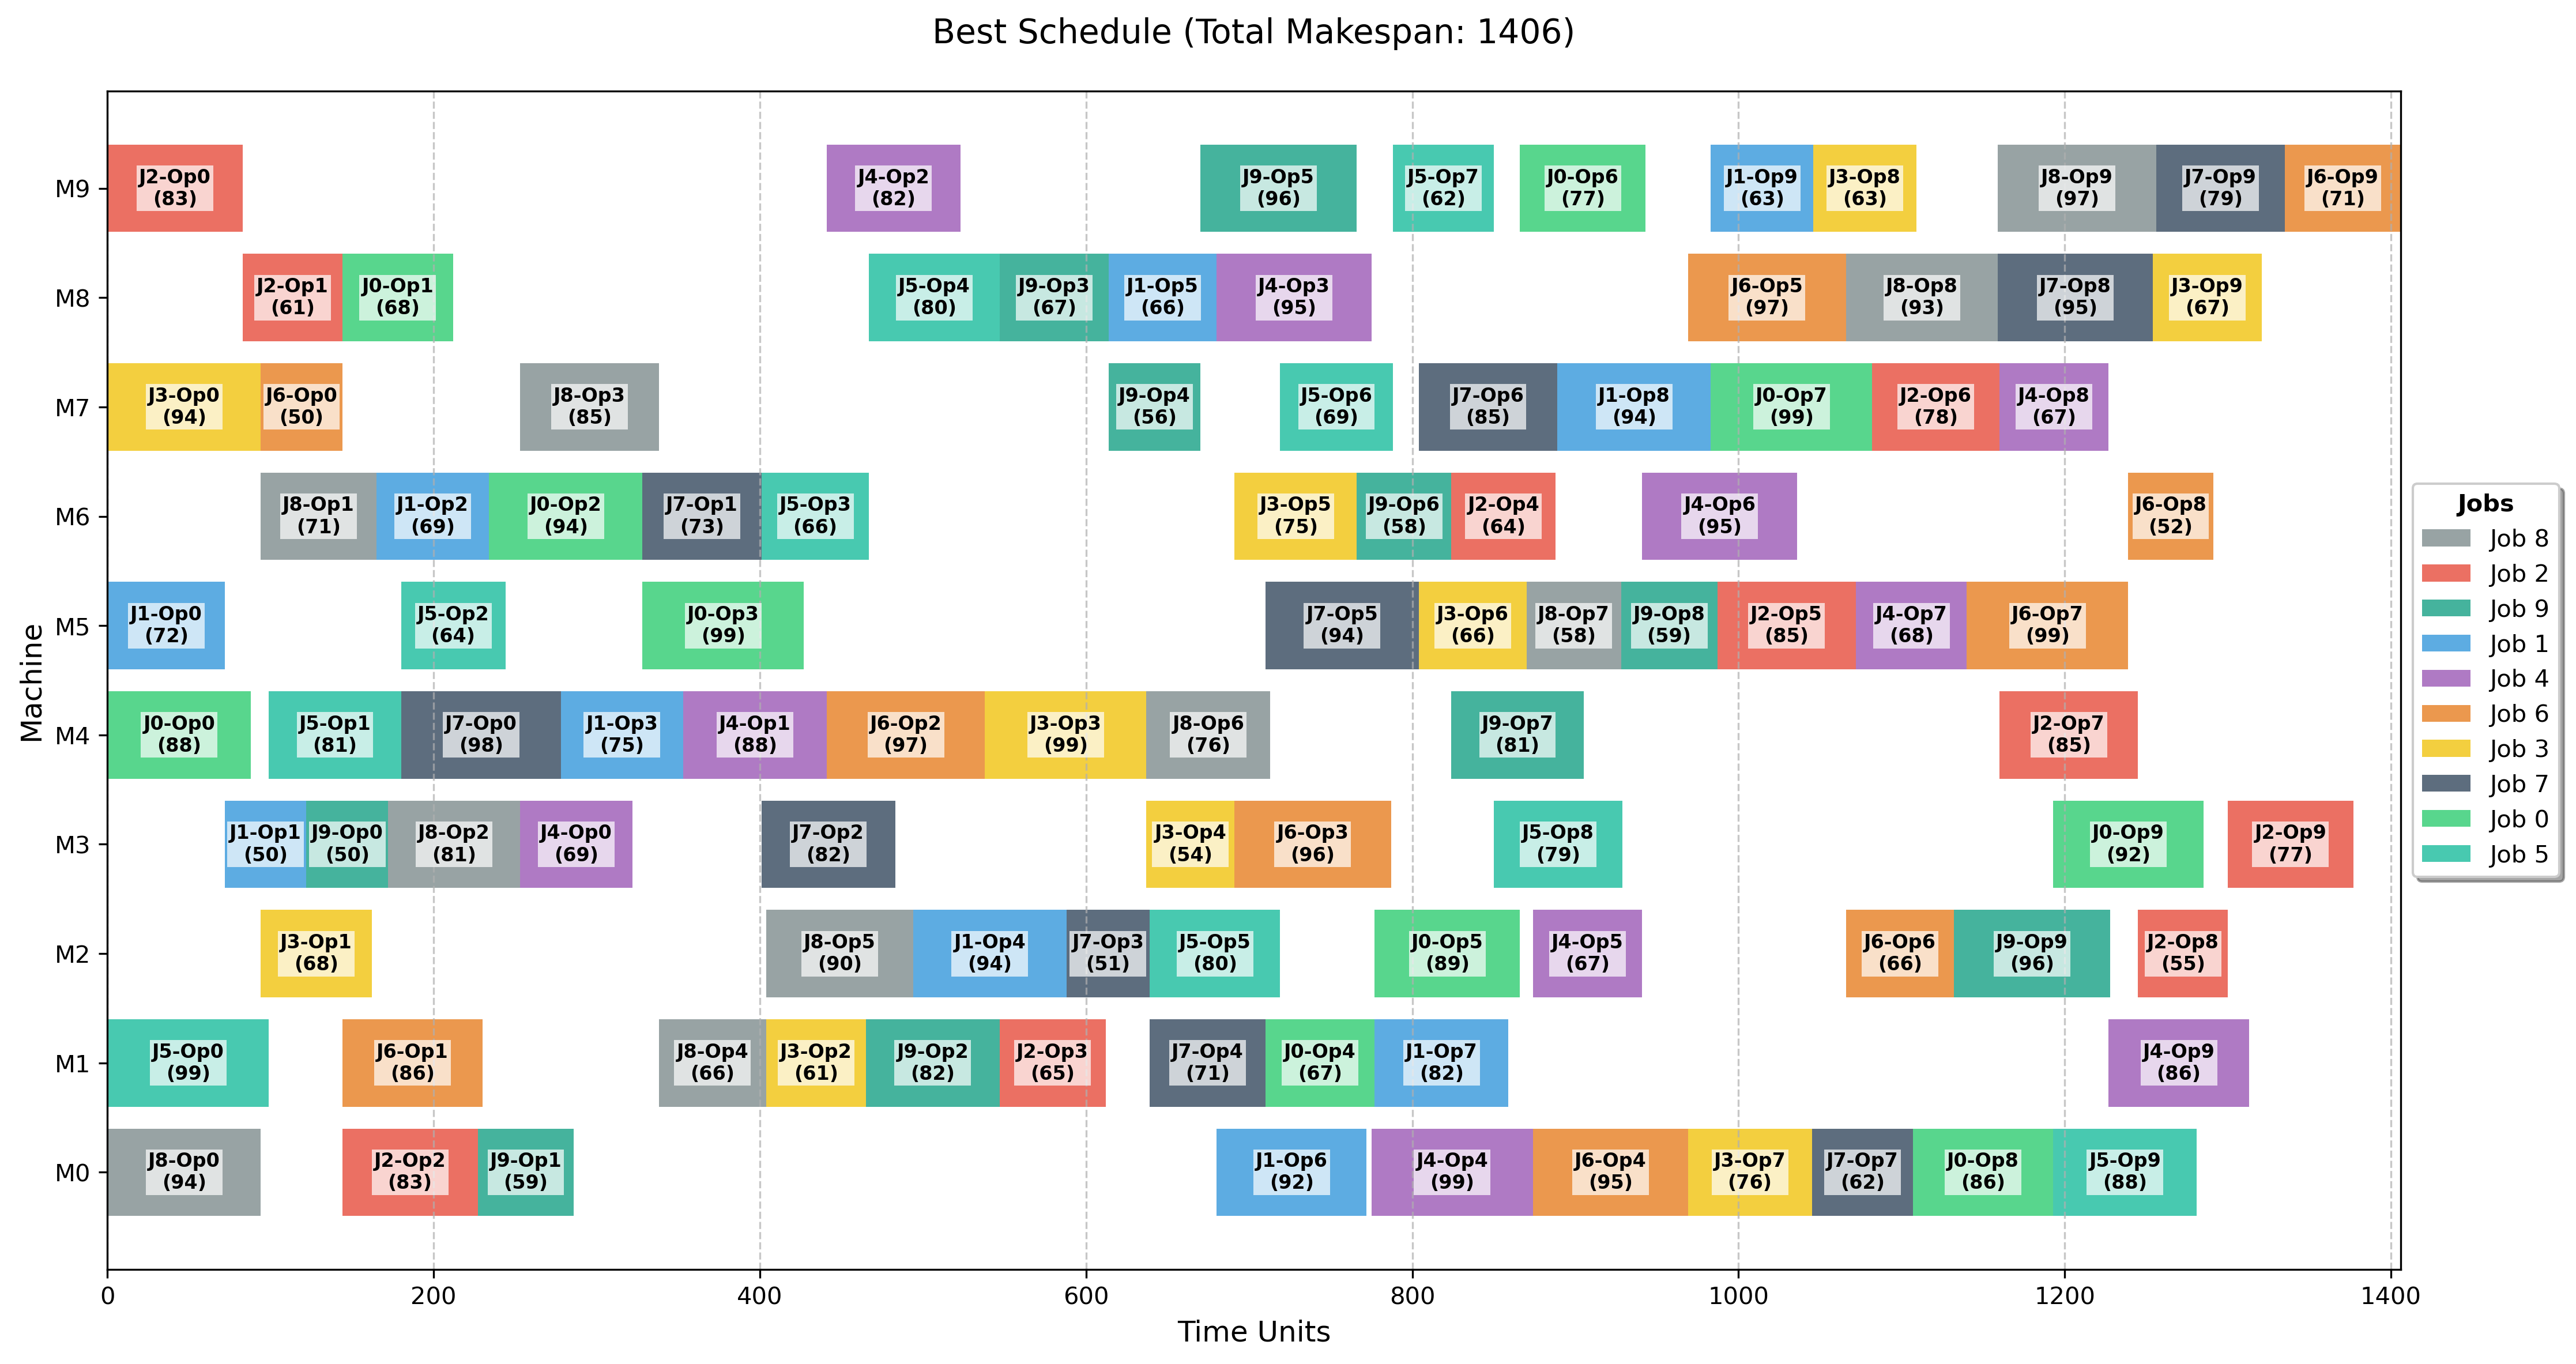 Best Schedule (Total Makespan: 1406)
Machine
M9
J2-Op0
(83)
J4-Op2
(82)
J9-Op5
(96)
J5-Op7
(62)
J0-Op6
(77)
J1-Op9
(63)
J3-Op8
(63)
J8-Op9
(97)
J7-Op9
(79)
J6-Op9
(71)
M8
J2-Op1
(61)
J0-Op1
(68)
J5-Op4
(80)
J9-Op3
(67)
J1-Op5
(66)
J4-Op3
(95)
J6-Op5
(97)
J8-Op8
(93)
J7-Op8
(95)
J3-Op9
(67)
M7
J3-Op0
(94)
J6-Op0
(50)
J8-Op3
(85)
J9-Op4
(56)
J5-Op6
(69)
J7-Op6
(85)
J1-Op8
(94)
J0-Op7
(99)
J2-Op6
(78)
J4-Op8
(67)
M6
J8-Op1
(71)
J1-Op2
(69)
J0-Op2
(94)
J7-Op1
(73)
J5-Op3
(66)
J3-Op5
(75)
J9-Op6
(58)
J2-Op4
(64)
J4-Op6
(95)
J6-Op8
(52)
M5
J1-Op0
(72)
J5-Op2
(64)
J0-Op3
(99)
J7-Op5
(94)
J3-Op6
(66)
J8-Op7
(58)
J9-Op8
(59)
J2-Op5
(85)
J4-Op7
(68)
J6-Op7
(99)
M4
J0-Op0
(88)
J5-Op1
(81)
J7-Op0
(98)
J1-Op3
(75)
J4-Op1
(88)
J6-Op2
(97)
J3-Op3
(99)
J8-Op6
(76)
J9-Op7
(81)
J2-Op7
(85)
M3
J1-Op1
(50)
J9-Op0
(50)
J8-Op2
(81)
J4-Op0
(69)
J7-Op2
(82)
J3-Op4
(54)
J6-Op3
(96)
J5-Op8
(79)
J0-Op9
(92)
J2-Op9
(77)
M2
J3-Op1
(68)
J8-Op5
(90)
J1-Op4
(94)
J7-Op3
(51)
J5-Op5
(80)
J0-Op5
(89)
J4-Op5
(67)
J6-Op6
(66)
J9-Op9
(96)
J2-Op8
(55)
M1
J5-Op0
(99)
J6-Op1
(86)
J8-Op4
(66)
J3-Op2
(61)
J9-Op2
(82)
J2-Op3
(65)
J7-Op4
(71)
J0-Op4
(67)
J1-Op7
(82)
J4-Op9
(86)
M0
J8-Op0
(94)
J2-Op2
(83)
J9-Op1
(59)
J1-Op6
(92)
J4-Op4
(99)
J6-Op4
(95)
J3-Op7
(76)
J7-Op7
(62)
J0-Op8
(86)
J5-Op9
(88)
0
200
400
600
800
1000
1200
1400
Time Units
Jobs
Job 8
Job 2
Job 9
Job 1
Job 4
Job 6
Job 3
Job 7
Job 0
Job 5